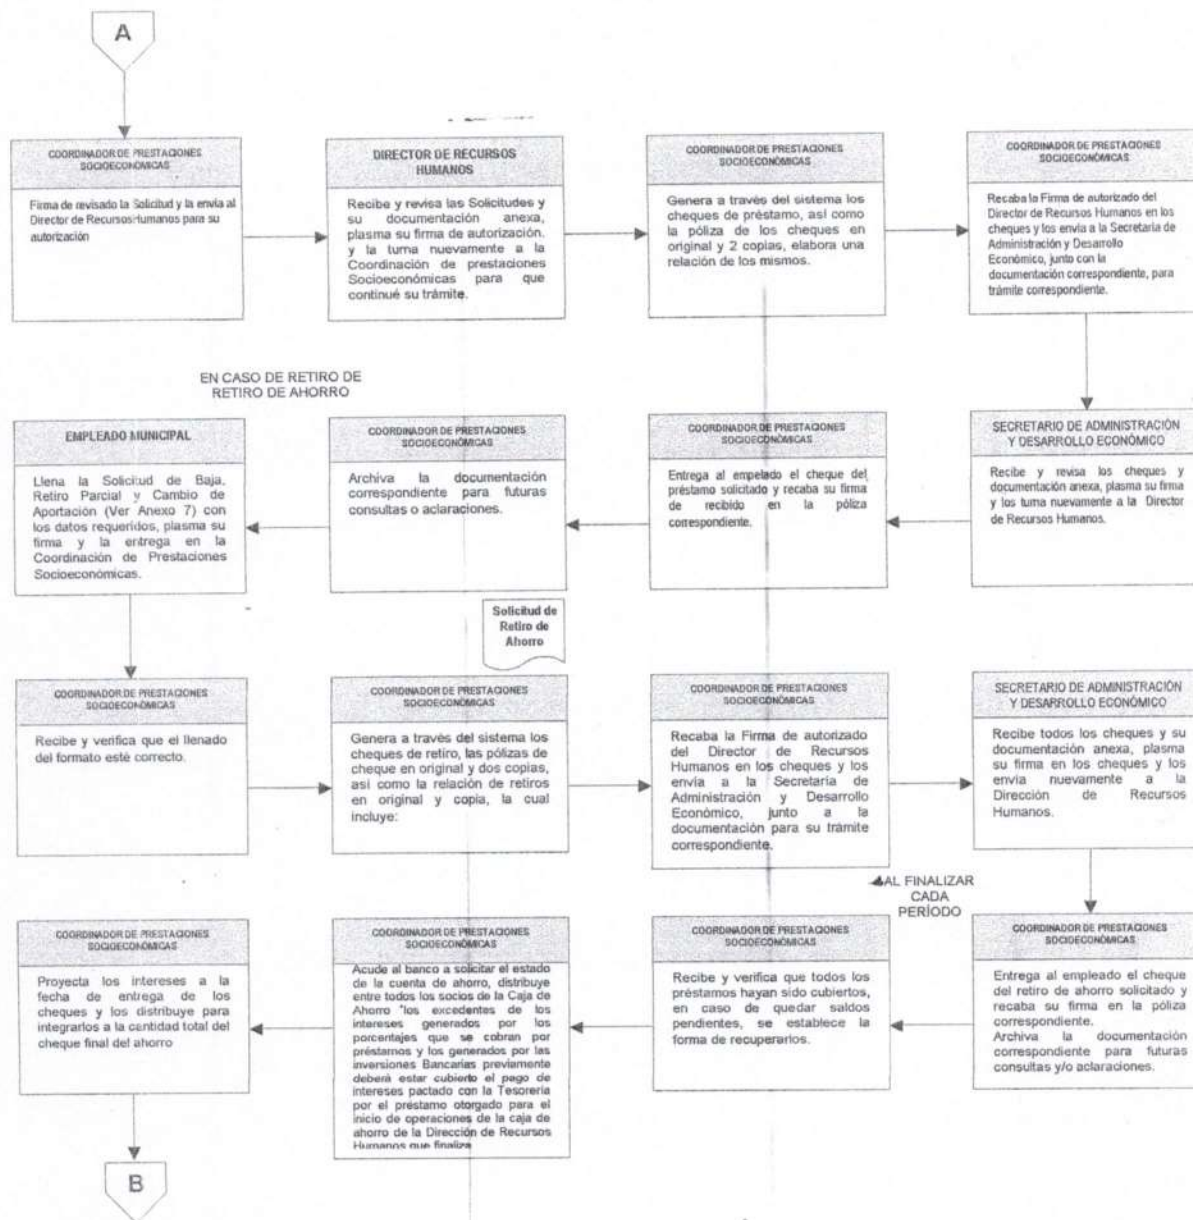 A
COORDINADOR DE PRESTACIONES
SOCIOECONÓMICAS
Firma de revisado la Solicitud y la envía al
Director de Recursos Humanos para su
autorización
DIRECTOR DE RECURSOS
HUMANOS
Recibe y revisa las Solicitudes y
su documentación anexa,
plasma su firma de autorización.
y la turna nuevamente a la
Coordinación de prestaciones
Socioeconómicas para que
continué su trámite.
COORDINADOR DE PRESTACIONES
SOCIOECONÓMICAS
Genera a través del sistema los
cheques de préstamo, así como
la póliza de los cheques en
original y 2 copias, elabora una
relación de los mismos.
COORDINADOR DE PRESTACIONES
SOCIOECONÓMICAS
Recaba la Firma de autorizado del
Director de Recursos Humanos en los
cheques y los envía a la Secretaría de
Administración y Desarrollo
Económico, junto con la
documentación correspondiente, para
trámite correspondiente.
EN CASO DE RETIRO DE
RETIRO DE AHORRO
EMPLEADO MUNICIPAL
Llena la Solicitud de Baja,
Retiro Parcial y Cambio de
Aportación (Ver Anexo 7) con
los datos requeridos, plasma su
firma y la entrega en la
Coordinación de Prestaciones
Socioeconómicas.
COORDINADOR DE PRESTACIONES
SOCIOECONÓMICAS
Archiva la documentación
correspondiente para futuras
consultas o aclaraciones.
COORDINADOR DE PRESTACIONES
SOCIOECONÓMICAS
Entrega al empelado el cheque del
préstamo solicitado y recaba su firma
de recibido en la póliza
correspondiente.
SECRETARIO DE ADMINISTRACIÓN
Y DESARROLLO ECONÓMICO
Recibe y revisa los cheques y
documentación anexa, plasma su firma
y los turna nuevamente a la Director
de Recursos Humanos.
Solicitud de
Retiro de
Ahorro
COORDINADOR DE PRESTACIONES
SOCIOECONÓMICAS
Recibe y verifica que el llenado
del formato esté correcto.
COORDINADOR DE PRESTACIONES
SOCIOECONÓMICAS
Genera a través del sistema los
cheques de retiro, las pólizas de
cheque en original y dos copias,
así como la relación de retiros
en original y copia, la cual
incluye:
COORDINADOR DE PRESTACIONES
SOCIOECONÓMICAS
Recaba la Firma de autorizado
del Director de Recursos
Humanos en los cheques y los
envía a la Secretaría de
Administración y Desarrollo
Económico, junto a la
documentación para su trámite
correspondiente.
SECRETARIO DE ADMINISTRACIÓN
Y DESARROLLO ECONÓMICO
Recibe todos los cheques y su
documentación anexa, plasma
su firma en los cheques y los
envía nuevamente a la
Dirección de Recursos
Humanos.
AL FINALIZAR
CADA
PERÍODO
COORDINADOR DE PRESTACIONES
SOCIOECONÓMICAS
Proyecta los intereses a la
fecha de entrega de los
cheques y los distribuye para
integrarlos a la cantidad total del
cheque final del ahorro
COORDINADOR DE PRESTACIONES
SOCIOECONÓMICAS
Acude al banco a solicitar el estado
de la cuenta de ahorro, distribuye
entre todos los socios de la Caja de
Ahorro "los excedentes de los
intereses generados por los
porcentajes que se cobran por
préstamos y los generados por las
inversiones Bancarias previamente
deberá estar cubierto el pago de
intereses pactado con la Tesorería
por el préstamo otorgado para el
inicio de operaciones de la caja de
ahorro de la Dirección de Recursos
Humanos que finaliza
COORDINADOR DE PRESTACIONES
SOCIOECONÓMICAS
Recibe y verifica que todos los
préstamos hayan sido cubiertos,
en caso de quedar saldos
pendientes, se establece la
forma de recuperarlos.
COORDINADOR DE PRESTACIONES
SOCIOECONÓMICAS
Entrega al empleado el cheque
del retiro de ahorro solicitado y
recaba su firma en la póliza
correspondiente.
Archiva la documentación
correspondiente para futuras
consultas y/o aclaraciones.
B